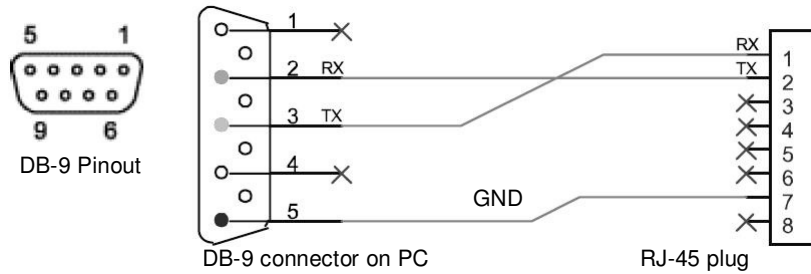 5 1
9 6
DB-9 Pinout
1
2 RX
3 TX
4
5
GND
DB-9 connector on PC
RX 1
TX 2
3
4
5
6
7
8
RJ-45 plug